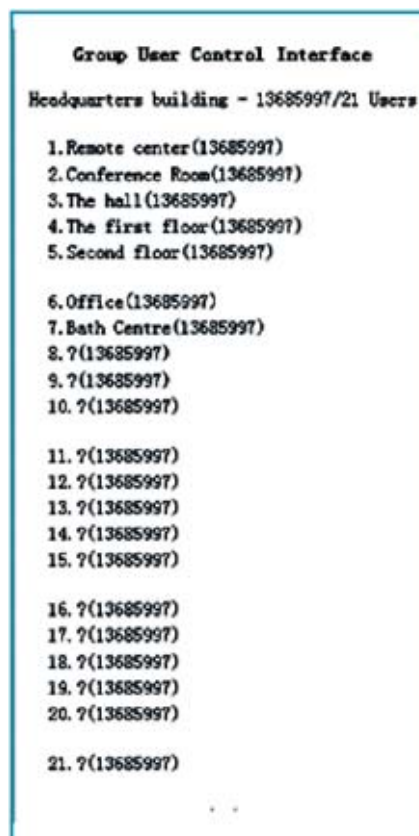 Group User Control Interface
Headquarters building - 13685997/21 Users
1.Remote center(13685997)
2.Conference Room(13685997)
3.The hall(13685997)
4.The first floor(13685997)
5.Second floor(13685997)
6.Office(13685997)
7.Bath Centre(13685997)
8.?(13685997)
9.?(13685997)
10.?(13685997)
11.?(13685997)
12.?(13685997)
13.?(13685997)
14.?(13685997)
15.?(13685997)
16.?(13685997)
17.?(13685997)
18.?(13685997)
19.?(13685997)
20.?(13685997)
21.?(13685997)